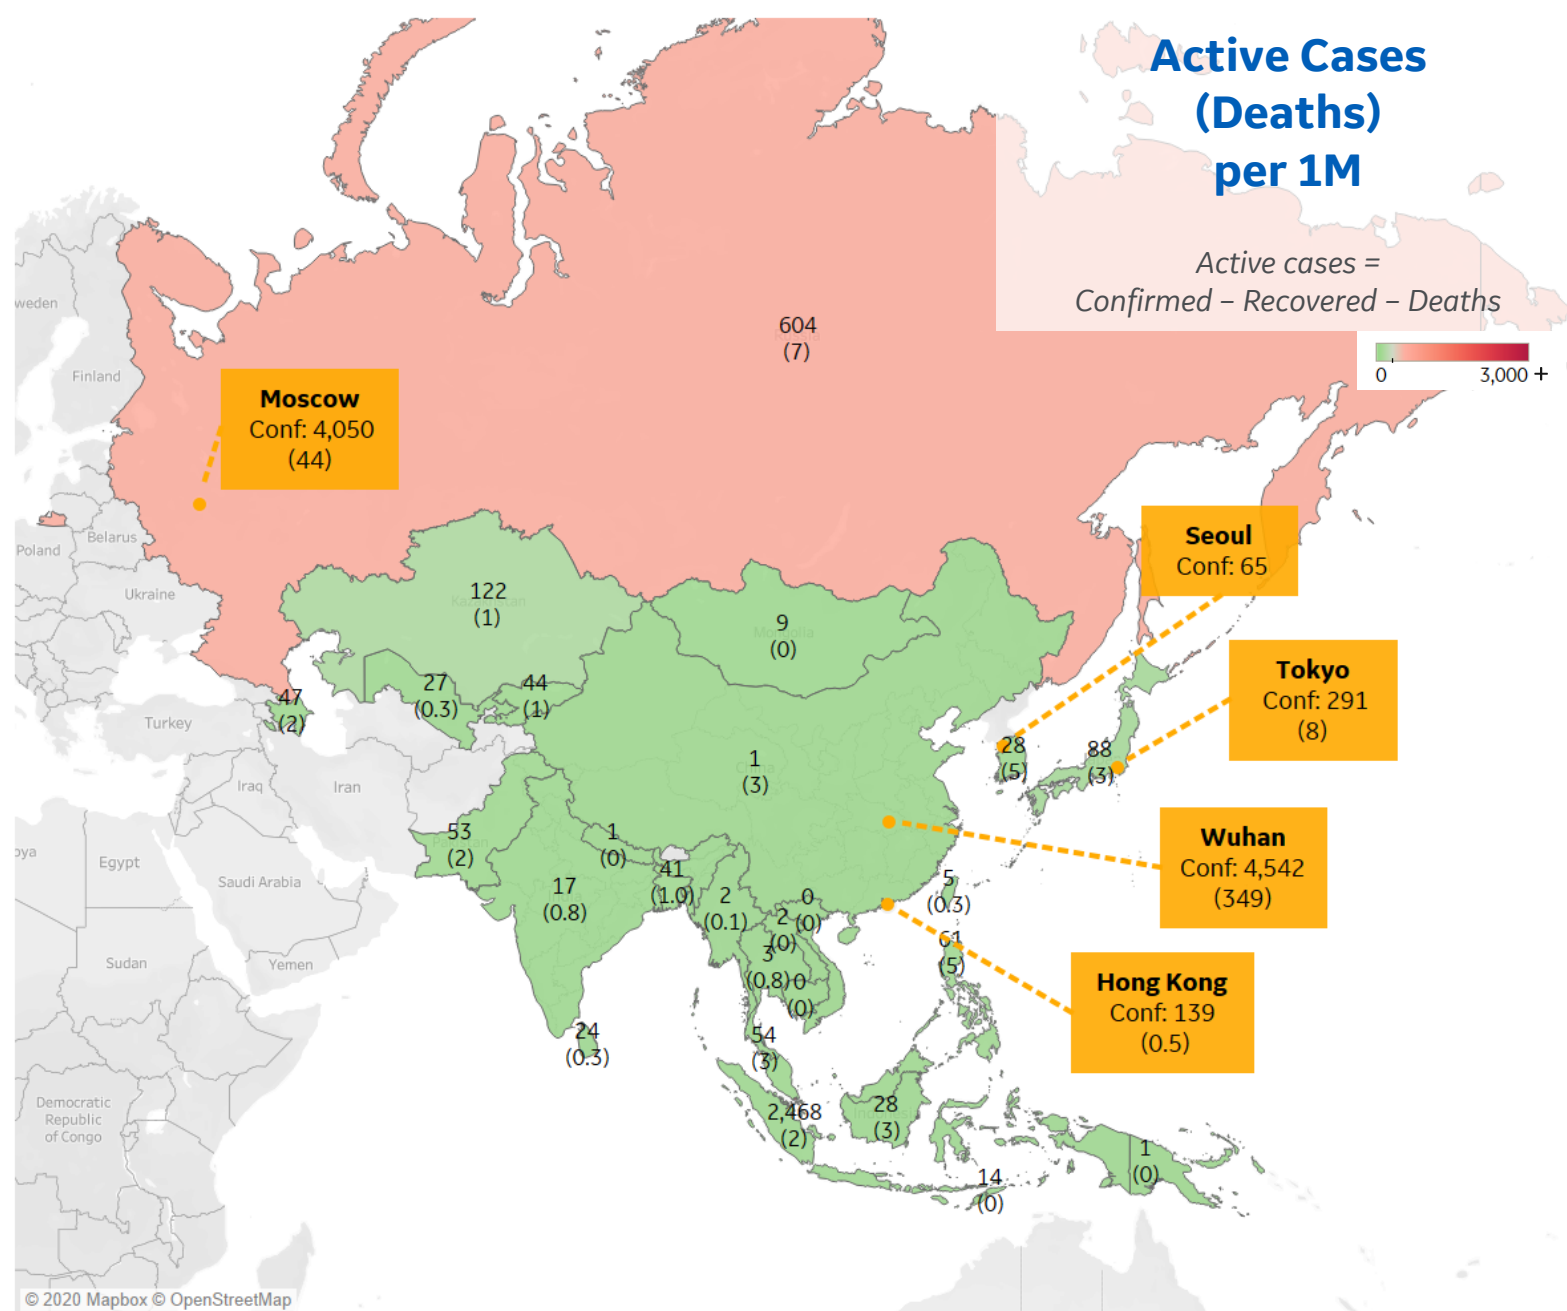 Active Cases
(Deaths)
per 1M
Active cases =
Confirmed – Recovered – Deaths
0
3,000 +
604
(7)
weden
Finland
Moscow
Conf: 4,050
(44)
Belarus
Poland
Ukraine
Seoul
Conf: 65
122
(1)
9
Mongolia
(0)
Tokyo
Conf: 291
(8)
47
(2)
27
(0.3)
44
(1)
Turkey
28
(5)
88
(3)
1
(3)
Iraq
Iran
Wuhan
Conf: 4,542
(349)
53
(2)
1
(0)
oya
Egypt
Saudi Arabia
17
(0.8)
41
(1.0)
2
(0.1)
0
(0)
2
(0)
5
(0.3)
61
(5)
3
(0.8)
0
(0)
Sudan
Yemen
Hong Kong
Conf: 139
(0.5)
24
(0.3)
54
(3)
2,468
(2)
28
(3)
Democratic
Republic
of Congo
1
(0)
14
(0)
© 2020 Mapbox © OpenStreetMap